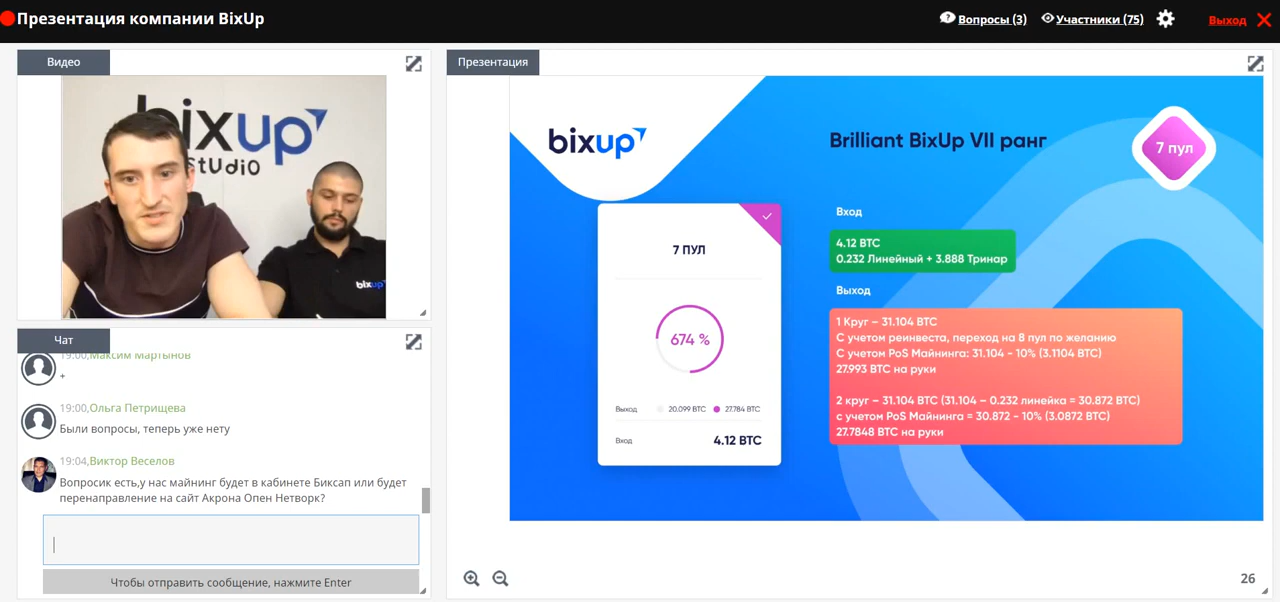 Презентация компании BixUp
Вопросы (3)
Участники (75)
Выход
Видео
bixup
STUDiO
bixup
Чат
19:00,Максим Мартынов
+
19:00,Ольга Петрищева
Были вопросы, теперь уже нету
19:04,Виктор Веселов
Вопросик есть,у нас майнинг будет в кабинете Биксап или будет
перенаправление на сайт Акрона Опен Нетворк?
Чтобы отправить сообщение, нажмите Enter
Презентация
bixup
Brilliant BixUp VII ранг
7 пул
7 ПУЛ
674 %
Выход 20.099 BTC 27.784 BTC
Вход 4.12 BTC
Вход
4.12 BTC
0.232 Линейный + 3.888 Тринар
Выход
1 Круг – 31.104 BTC
С учетом реинвеста, переход на 8 пул по желанию
С учетом PoS Майнинга: 31.104 - 10% (3.1104 BTC)
27.993 BTC на руки
2 круг – 31.104 BTC (31.104 – 0.232 линейка = 30.872 BTC)
с учетом PoS Майнинга = 30.872 - 10% (3.0872 BTC)
27.7848 BTC на руки
26